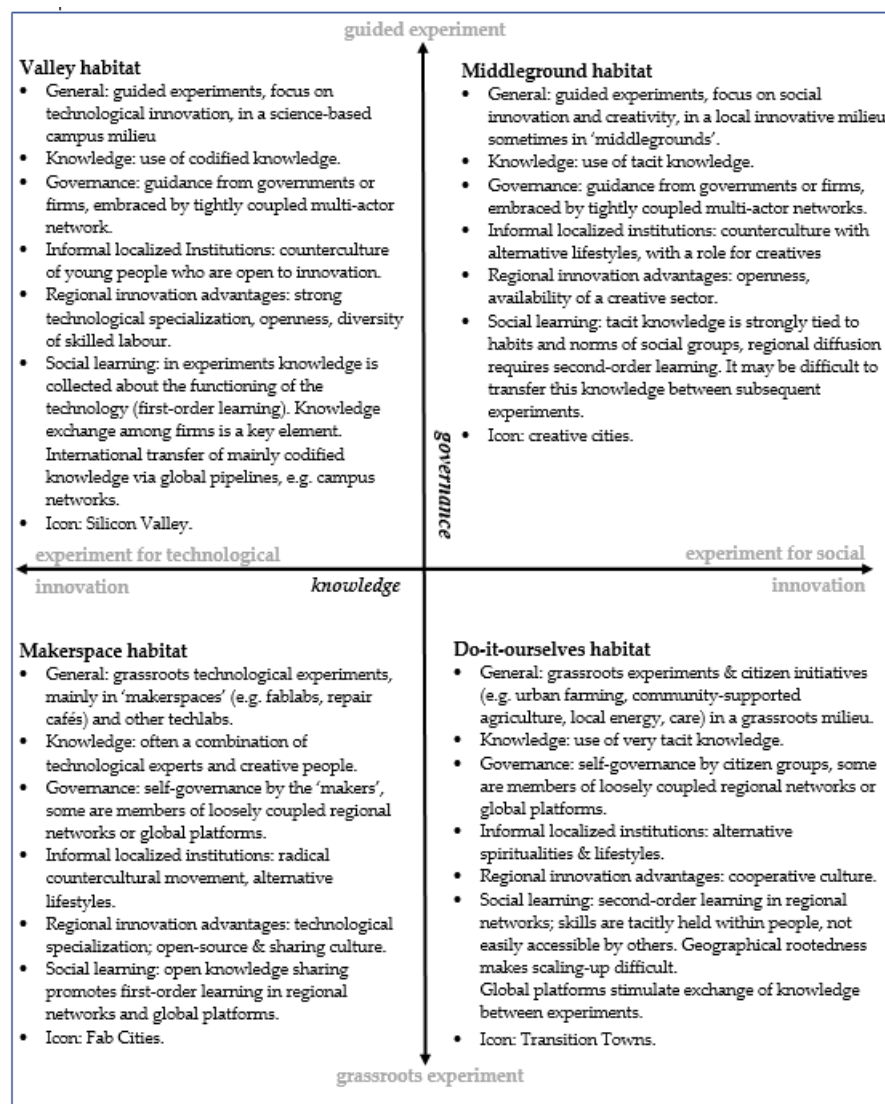 guided experiment
Valley habitat
• General: guided experiments, focus on
technological innovation, in a science-based
campus milieu
• Knowledge: use of codified knowledge.
• Governance: guidance from governments or
firms, embraced by tightly coupled multi-actor
network.
• Informal localized Institutions: counterculture
of young people who are open to innovation.
• Regional innovation advantages: strong
technological specialization, openness, diversity
of skilled labour.
• Social learning: in experiments knowledge is
collected about the functioning of the
technology (first-order learning). Knowledge
exchange among firms is a key element.
International transfer of mainly codified
knowledge via global pipelines, e.g. campus
networks.
• Icon: Silicon Valley.
Middleground habitat
• General: guided experiments, focus on social
innovation and creativity, in a local innovative milieu
sometimes in ‘middlegrounds’.
• Knowledge: use of tacit knowledge.
• Governance: guidance from governments or firms,
embraced by tightly coupled multi-actor networks.
• Informal localized institutions: counterculture with
alternative lifestyles, with a role for creatives
• Regional innovation advantages: openness,
availability of a creative sector.
• Social learning: tacit knowledge is strongly tied to
habits and norms of social groups, regional diffusion
requires second-order learning. It may be difficult to
transfer this knowledge between subsequent
experiments.
• Icon: creative cities.
governance
experiment for technological
innovation
knowledge
experiment for social
innovation
Makerspace habitat
• General: grassroots technological experiments,
mainly in ‘makerspaces’ (e.g. fablabs, repair
cafés) and other techlabs.
• Knowledge: often a combination of
technological experts and creative people.
• Governance: self-governance by the ‘makers’,
some are members of loosely coupled regional
networks or global platforms.
• Informal localized institutions: radical
countercultural movement, alternative
lifestyles.
• Regional innovation advantages: technological
specialization; open-source & sharing culture.
• Social learning: open knowledge sharing
promotes first-order learning in regional
networks and global platforms.
• Icon: Fab Cities.
Do-it-ourselves habitat
• General: grassroots experiments & citizen initiatives
(e.g. urban farming, community-supported
agriculture, local energy, care) in a grassroots milieu.
• Knowledge: use of very tacit knowledge.
• Governance: self-governance by citizen groups, some
are members of loosely coupled regional networks or
global platforms.
• Informal localized institutions: alternative
spiritualities & lifestyles.
• Regional innovation advantages: cooperative culture.
• Social learning: second-order learning in regional
networks; skills are tacitly held within people, not
easily accessible by others. Geographical rootedness
makes scaling-up difficult.
Global platforms stimulate exchange of knowledge
between experiments.
• Icon: Transition Towns.
grassroots experiment